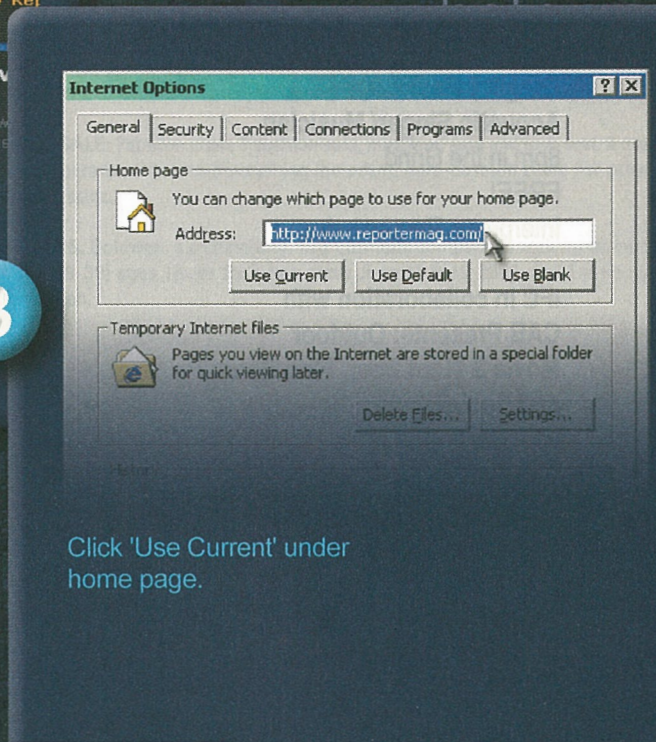 Internet Options
General Security Content Connections Programs Advanced
Home page
You can change which page to use for your home page.
Address: http://www.reportermag.com/
Use Current Use Default Use Blank
3
Temporary Internet files
Pages you view on the Internet are stored in a special folder
for quick viewing later.
Delete Files... Settings...
History
Click 'Use Current' under
home page.